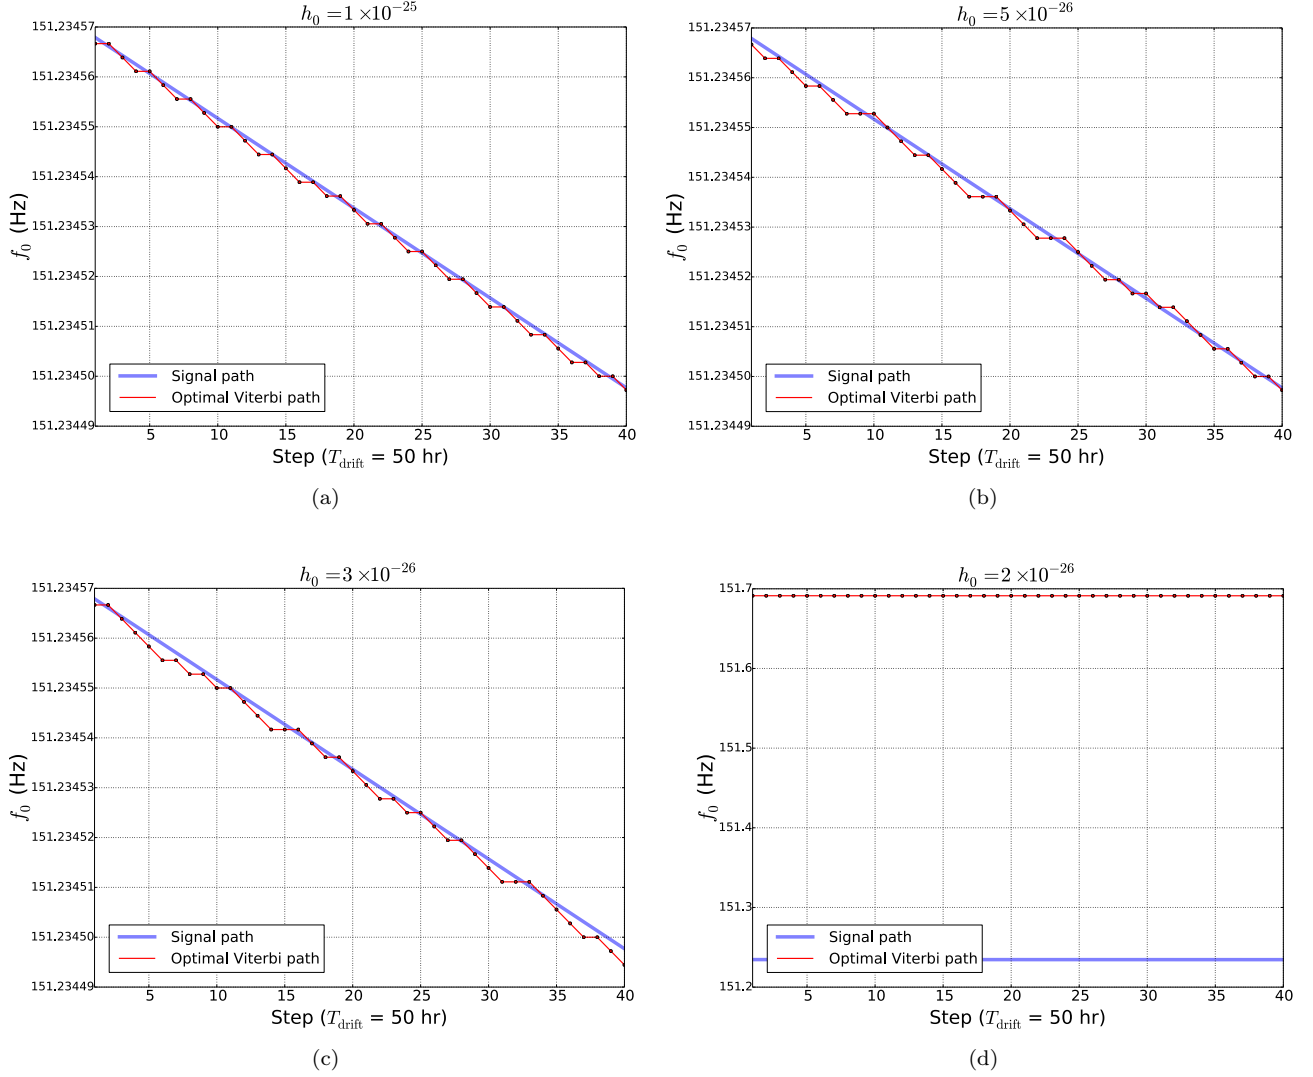 h₀ = 1 × 10⁻²⁵
151.23457
151.23456
151.23455
151.23454
151.23453
151.23452
151.23451
151.23450
151.23449
f₀ (Hz)
Signal path
Optimal Viterbi path
5 10 15 20 25 30 35 40
Step (T_drift = 50 hr)
(a)
h₀ = 5 × 10⁻²⁶
151.23457
151.23456
151.23455
151.23454
151.23453
151.23452
151.23451
151.23450
151.23449
f₀ (Hz)
Signal path
Optimal Viterbi path
5 10 15 20 25 30 35 40
Step (T_drift = 50 hr)
(b)
h₀ = 3 × 10⁻²⁶
151.23457
151.23456
151.23455
151.23454
151.23453
151.23452
151.23451
151.23450
151.23449
f₀ (Hz)
Signal path
Optimal Viterbi path
5 10 15 20 25 30 35 40
Step (T_drift = 50 hr)
(c)
h₀ = 2 × 10⁻²⁶
151.7
151.6
151.5
151.4
151.3
151.2
f₀ (Hz)
Signal path
Optimal Viterbi path
5 10 15 20 25 30 35 40
Step (T_drift = 50 hr)
(d)